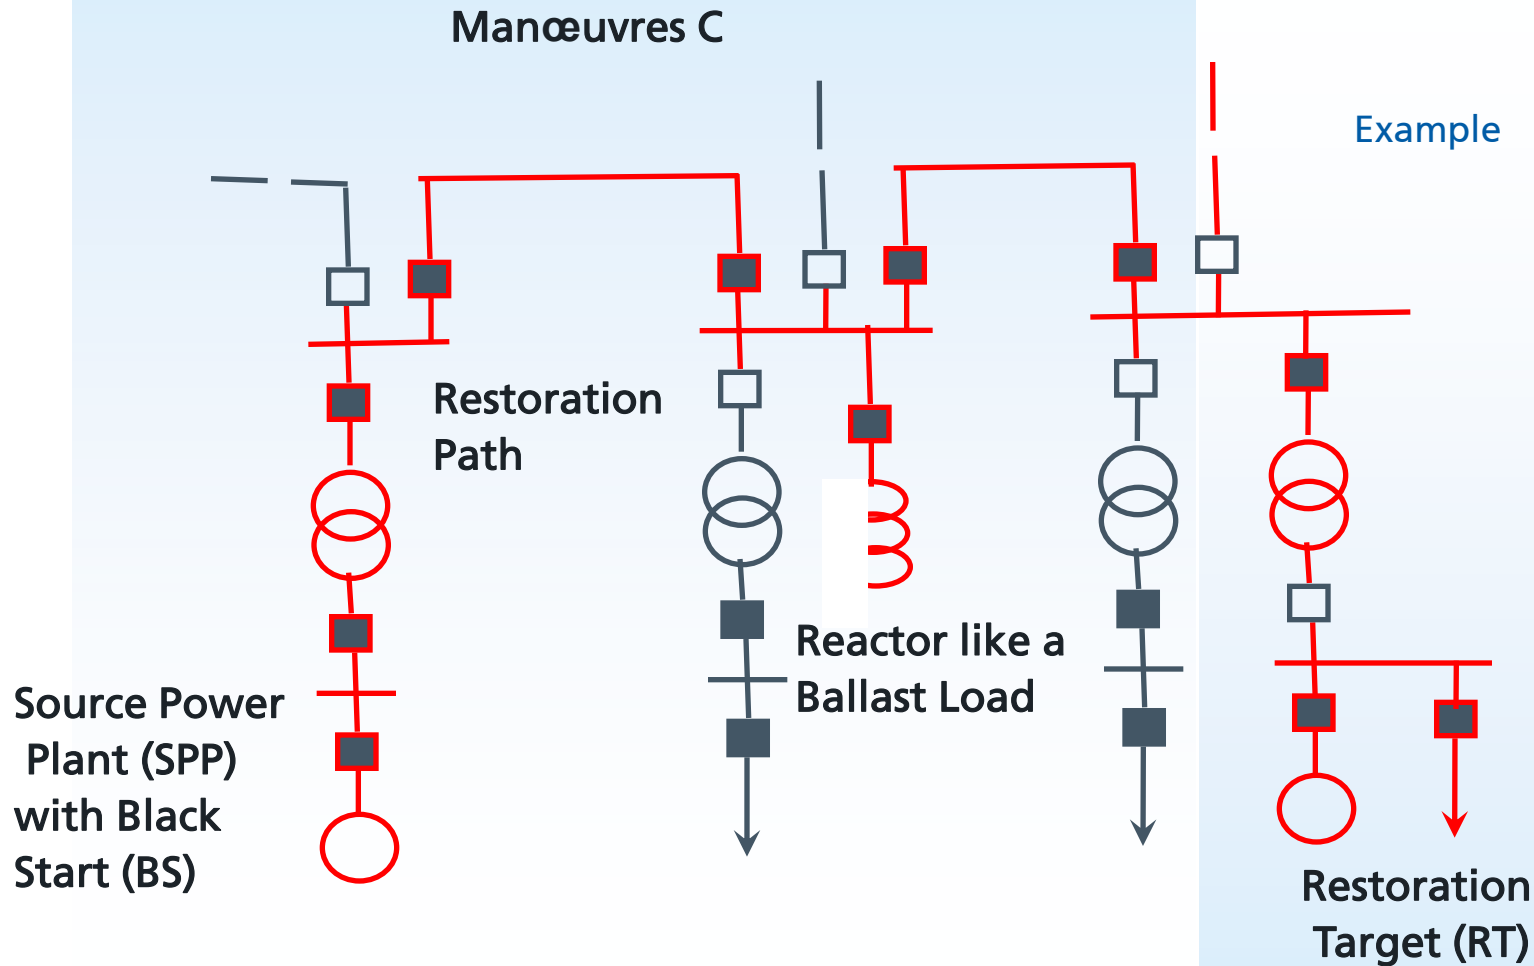 Manœuvres C
Example
Restoration
Path
Reactor like a
Ballast Load
Source Power
Plant (SPP)
with Black
Start (BS)
Restoration
Target (RT)